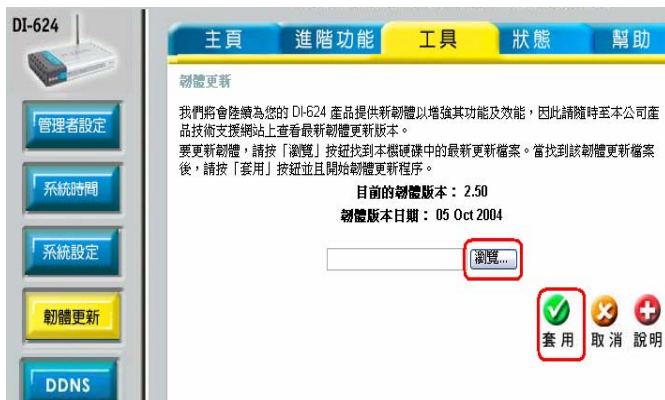 DI-624
主頁
進階功能
工具
狀態
幫助
管理者設定
系統時間
系統設定
韌體更新
DDNS
韌體更新
我們將會陸續為您的 DI-624 產品提供新韌體以增強其功能及效能，因此請隨時至本公司產
品技術支援網站上查看最新韌體更新版本。
要更新韌體，請按「瀏覽」按鈕找到本機硬碟中的最新更新檔案。當找到該韌體更新檔案
後，請按「套用」按鈕並且開始韌體更新程序。
目前的韌體版本： 2.50
韌體版本日期： 05 Oct 2004
瀏覽...
套用
取消
說明